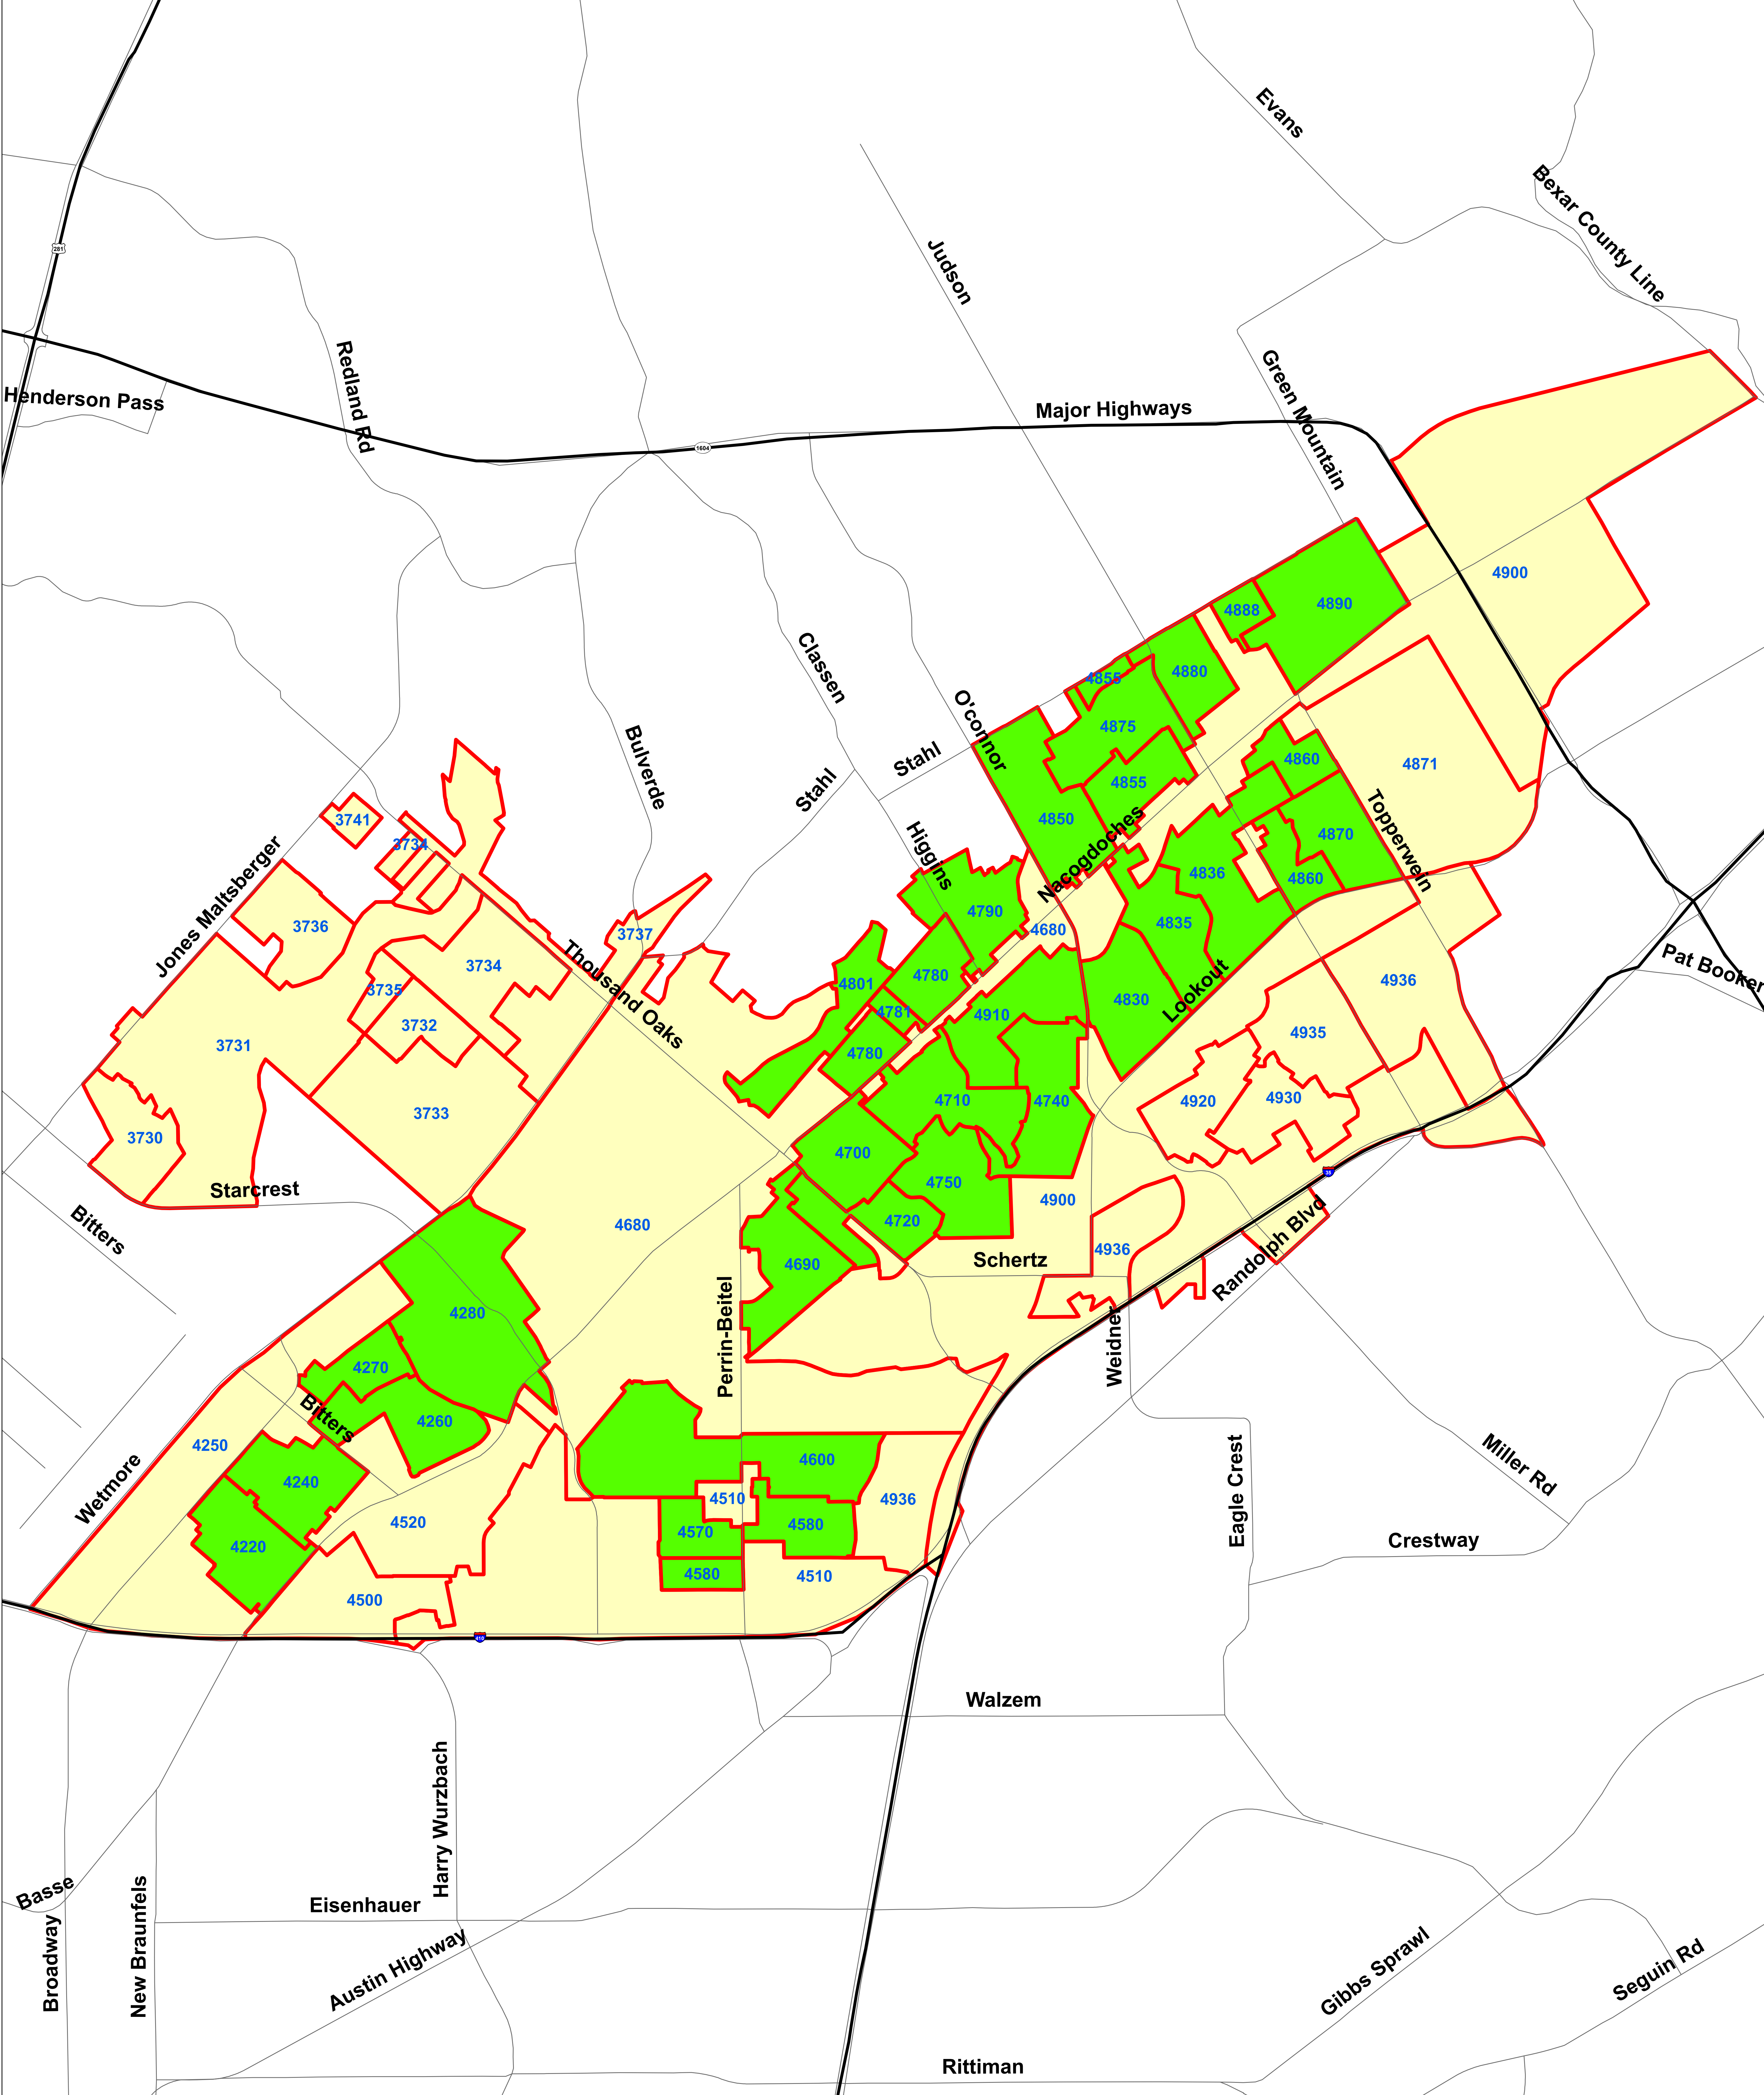 Evans
Bexar County Line
Judson
281
Redland Rd
Green Mountain
Henderson Pass
Major Highways
1604
4900
4888
4890
Classen
4855
4880
O'connor
4875
Bulverde
Stahl
Stahl
4860
4871
4855
Topperwein
3741
4850
Higgins
Nacogdoches
4870
3734
4836
4860
Jones Maltsberger
3736
4790
4835
4680
3737
Thousand Oaks
3734
4780
Pat Booker
4936
4801
3735
4781
4830
Lookout
4910
3732
4935
3731
4780
4710
4740
4920
4930
3733
3730
4700
35
4750
Starcrest
4900
Bitters
4680
4720
Randolph Blvd
4936
4690
Schertz
4280
Perrin-Beitel
Weidner
4270
4260
Bitters
4250
4600
Miller Rd
4240
Wetmore
4510
4936
Eagle Crest
4520
4570
4580
4220
Crestway
4580
4510
4500
410
Walzem
Harry Wurzbach
Basse
Eisenhauer
Broadway
New Braunfels
Austin Highway
Gibbs Sprawl
Seguin Rd
Rittiman